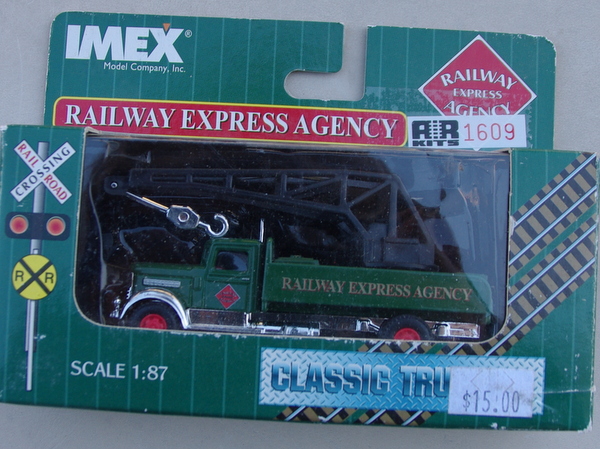 IMEX®
Model Company, Inc.
RAILWAY EXPRESS AGENCY
RAILWAY
EXPRESS
AGENCY
AR
KITS
1609
RAIL ROAD
CROSSING
R R
RAILWAY EXPRESS AGENCY
SCALE 1:87
CLASSIC TRU
$15.00